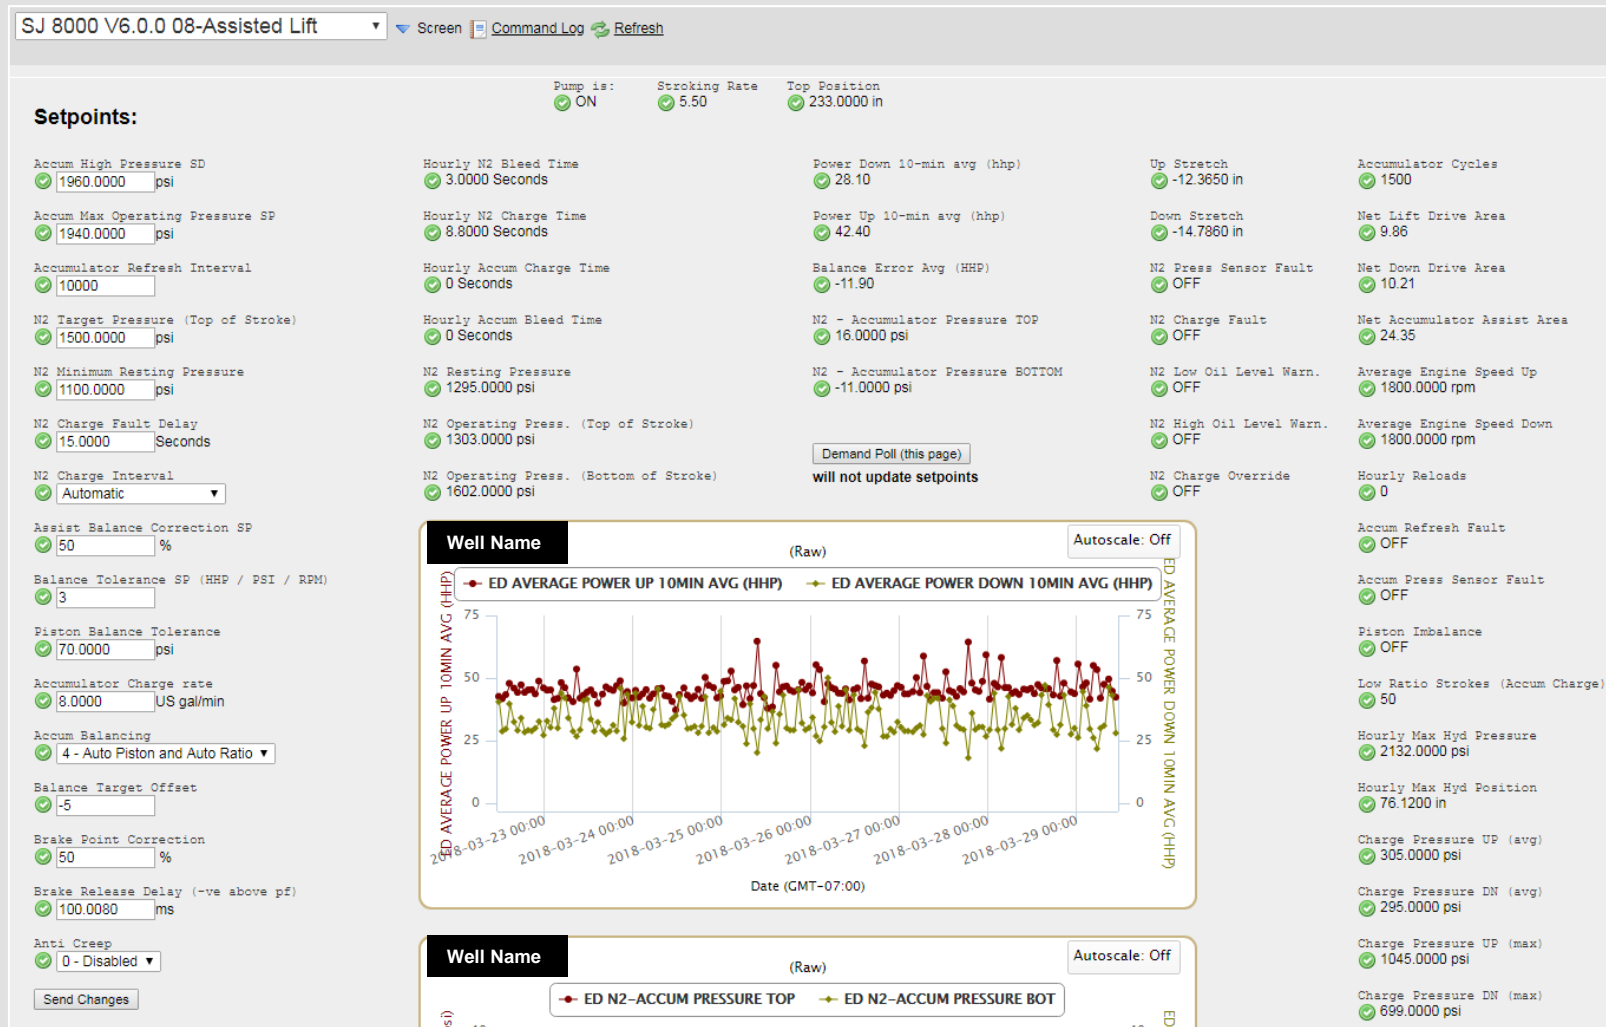 SJ 8000 V6.0.0 08-Assisted Lift
Screen
Command Log
Refresh
Pump is:
ON
Stroking Rate
5.50
Top Position
233.0000 in
Setpoints:
Accum High Pressure SD
1960.0000 psi
Accum Max Operating Pressure SP
1940.0000 psi
Accumulator Refresh Interval
10000
N2 Target Pressure (Top of Stroke)
1500.0000 psi
N2 Minimum Resting Pressure
1100.0000 psi
N2 Charge Fault Delay
15.0000 Seconds
N2 Charge Interval
Automatic
Assist Balance Correction SP
50 %
Balance Tolerance SP (HHP / PSI / RPM)
3
Piston Balance Tolerance
70.0000 psi
Accumulator Charge rate
8.0000 US gal/min
Accum Balancing
4 - Auto Piston and Auto Ratio
Balance Target Offset
-5
Brake Point Correction
50 %
Brake Release Delay (-ve above pf)
100.0080 ms
Anti Creep
0 - Disabled
Send Changes
Hourly N2 Bleed Time
3.0000 Seconds
Hourly N2 Charge Time
8.8000 Seconds
Hourly Accum Charge Time
0 Seconds
Hourly Accum Bleed Time
0 Seconds
N2 Resting Pressure
1295.0000 psi
N2 Operating Press. (Top of Stroke)
1303.0000 psi
N2 Operating Press. (Bottom of Stroke)
1602.0000 psi
Power Down 10-min avg (hhp)
28.10
Power Up 10-min avg (hhp)
42.40
Balance Error Avg (HHP)
-11.90
N2 - Accumulator Pressure TOP
16.0000 psi
N2 - Accumulator Pressure BOTTOM
-11.0000 psi
Demand Poll (this page)
will not update setpoints
Up Stretch
-12.3650 in
Down Stretch
-14.7860 in
N2 Press Sensor Fault
OFF
N2 Charge Fault
OFF
N2 Low Oil Level Warn.
OFF
N2 High Oil Level Warn.
OFF
N2 Charge Override
OFF
Accumulator Cycles
1500
Net Lift Drive Area
9.86
Net Down Drive Area
10.21
Net Accumulator Assist Area
24.35
Average Engine Speed Up
1800.0000 rpm
Average Engine Speed Down
1800.0000 rpm
Hourly Reloads
0
Accum Refresh Fault
OFF
Accum Press Sensor Fault
OFF
Piston Imbalance
OFF
Low Ratio Strokes (Accum Charge)
50
Hourly Max Hyd Pressure
2132.0000 psi
Hourly Max Hyd Position
76.1200 in
Charge Pressure UP (avg)
305.0000 psi
Charge Pressure DN (avg)
295.0000 psi
Charge Pressure UP (max)
1045.0000 psi
Charge Pressure DN (max)
699.0000 psi
Well Name
(Raw)
Autoscale: Off
ED AVERAGE POWER UP 10MIN AVG (HHP)
ED AVERAGE POWER DOWN 10MIN AVG (HHP)
ED AVERAGE POWER UP 10MIN AVG (HHP)
75
50
25
0
75
50
25
0
ED AVERAGE POWER DOWN 10MIN AVG (HHP)
2018-03-23 00:00
2018-03-24 00:00
2018-03-25 00:00
2018-03-26 00:00
2018-03-27 00:00
2018-03-28 00:00
2018-03-29 00:00
Date (GMT-07:00)
Well Name
(Raw)
Autoscale: Off
ED N2-ACCUM PRESSURE TOP
ED N2-ACCUM PRESSURE BOT
ED